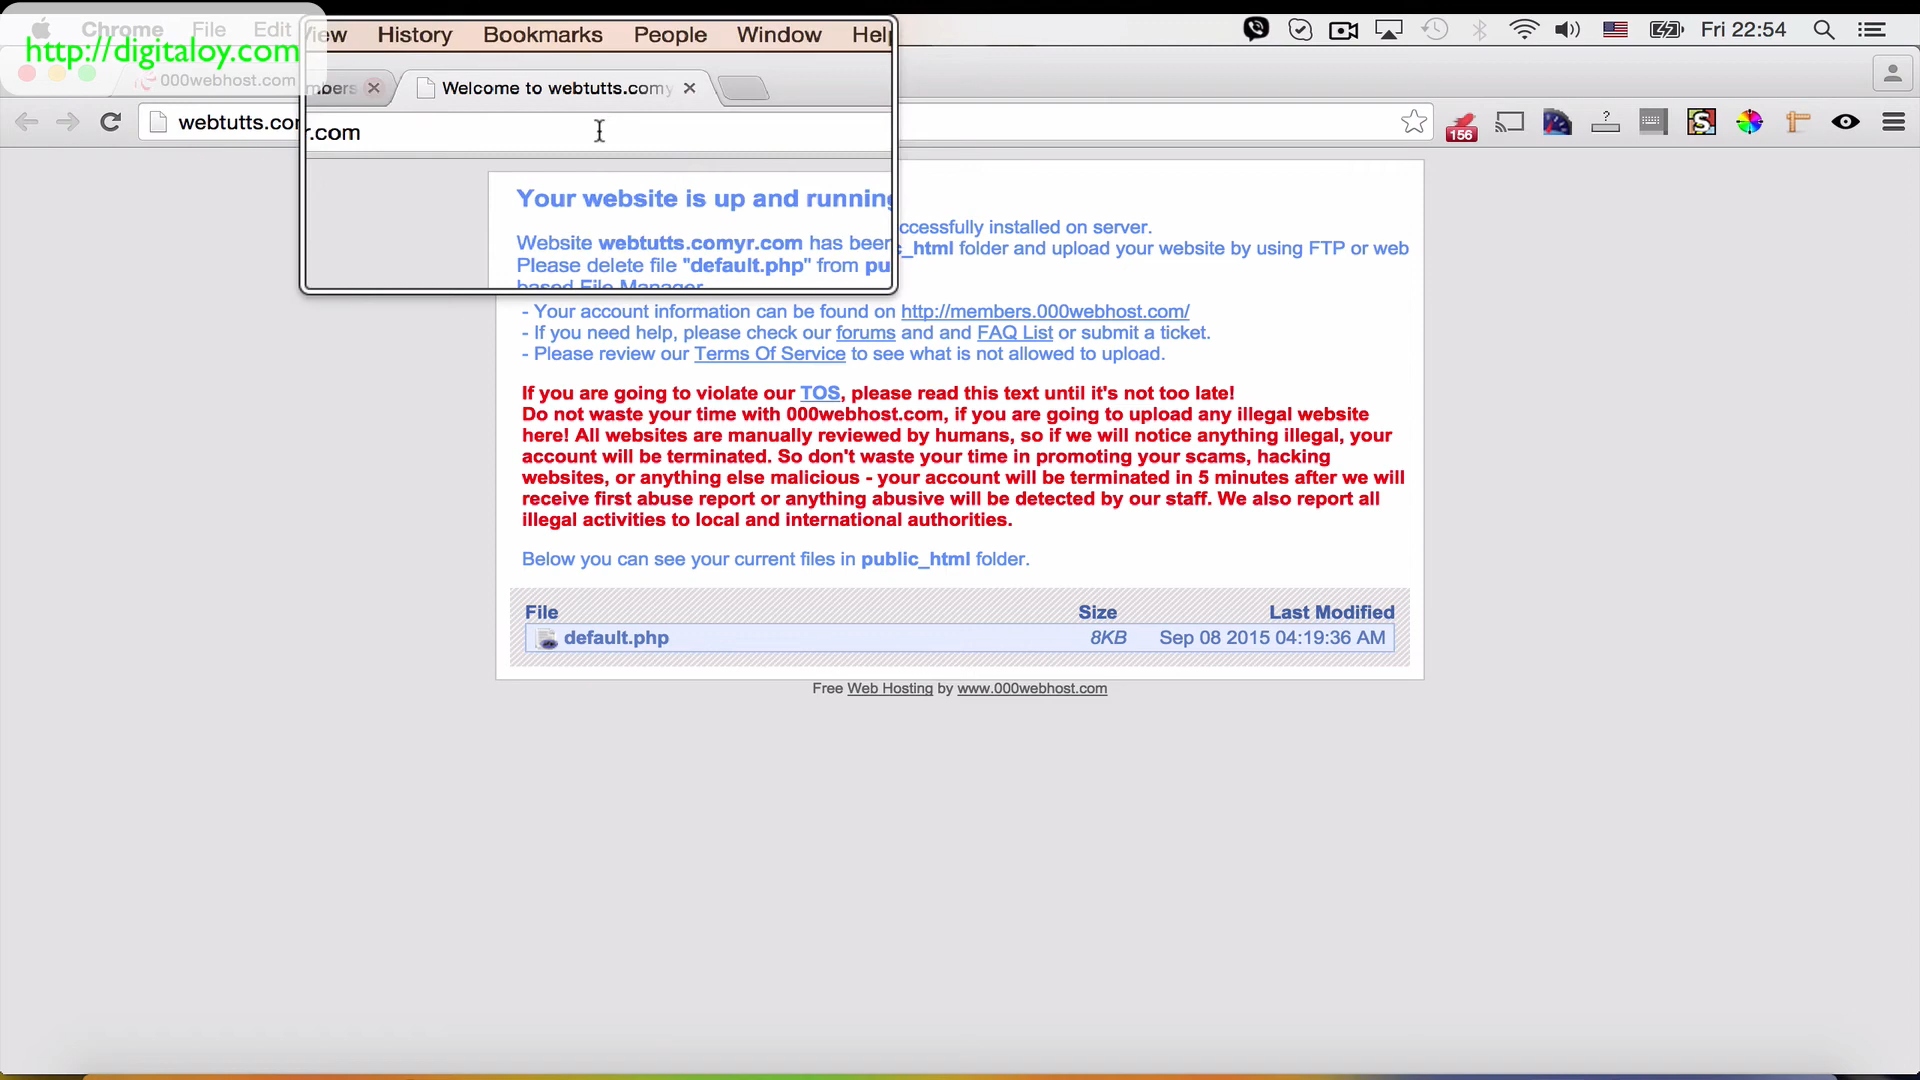 Chrome File Edit View History Bookmarks People Window Help
Fri 22:54
http://digitaloy.com
000webhost.com
mbers
Welcome to webtutts.comy
webtutts.com
r.com
156
Your website is up and running
Website webtutts.comyr.com has been
ccessfully installed on server.
Please delete file "default.php" from pu
c_html folder and upload your website by using FTP or web
based File Manager
- Your account information can be found on http://members.000webhost.com/
- If you need help, please check our forums and and FAQ List or submit a ticket.
- Please review our Terms Of Service to see what is not allowed to upload.
If you are going to violate our TOS, please read this text until it's not too late!
Do not waste your time with 000webhost.com, if you are going to upload any illegal website
here! All websites are manually reviewed by humans, so if we will notice anything illegal, your
account will be terminated. So don't waste your time in promoting your scams, hacking
websites, or anything else malicious - your account will be terminated in 5 minutes after we will
receive first abuse report or anything abusive will be detected by our staff. We also report all
illegal activities to local and international authorities.
Below you can see your current files in public_html folder.
File Size Last Modified
default.php 8KB Sep 08 2015 04:19:36 AM
Free Web Hosting by www.000webhost.com